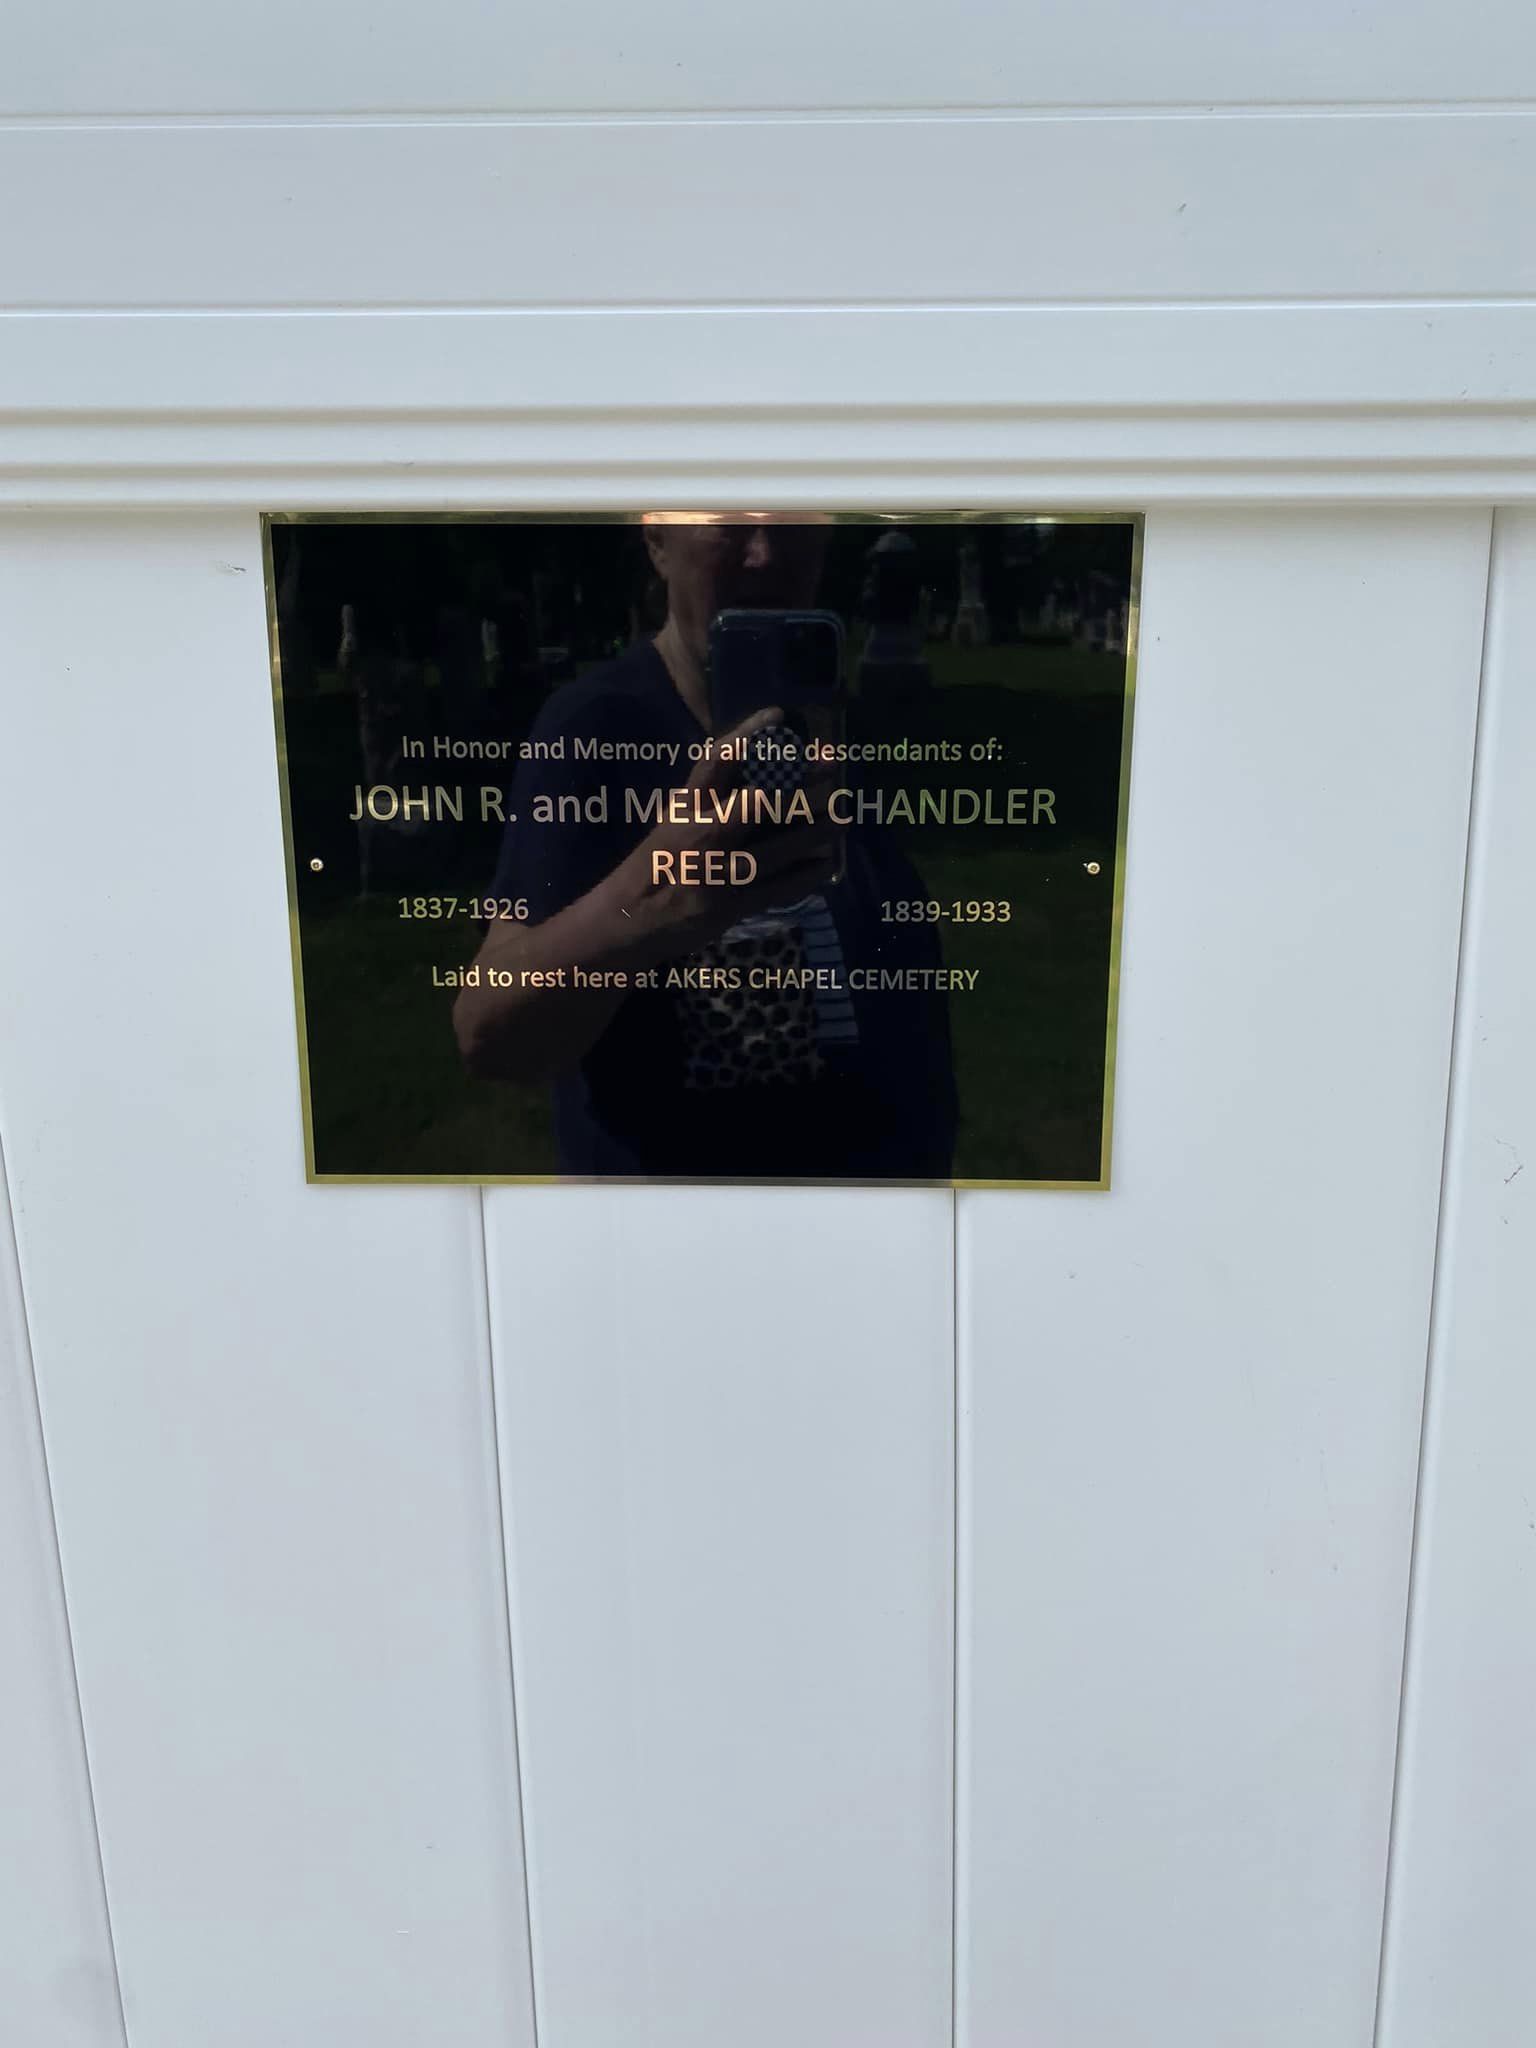 In Honor and Memory of all the descendants of:
JOHN R. and MELVINA CHANDLER
REED
1837-1926 1839-1933
Laid to rest here at AKERS CHAPEL CEMETERY